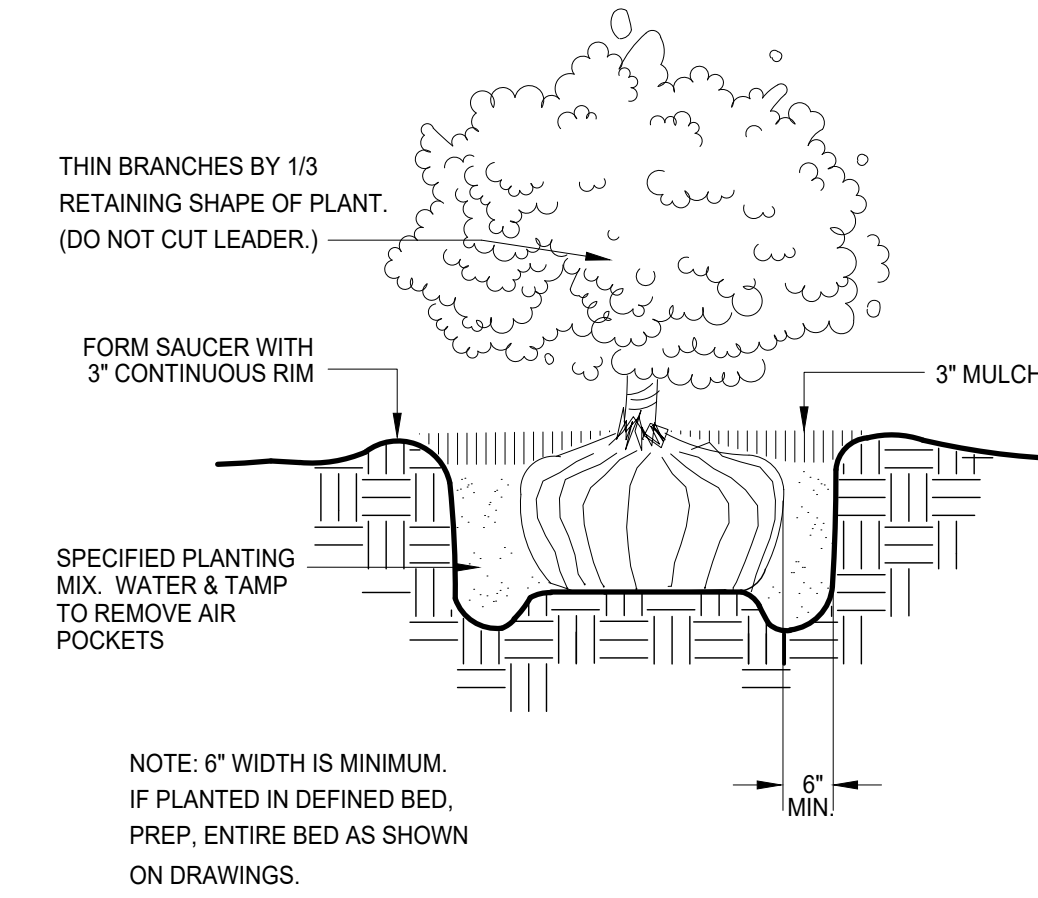 THIN BRANCHES BY 1/3
RETAINING SHAPE OF PLANT.
(DO NOT CUT LEADER.)
FORM SAUCER WITH
3" CONTINUOUS RIM
3" MULCH
SPECIFIED PLANTING
MIX.  WATER & TAMP
TO REMOVE AIR
POCKETS
6"
MIN.
NOTE: 6" WIDTH IS MINIMUM.
IF PLANTED IN DEFINED BED,
PREP, ENTIRE BED AS SHOWN
ON DRAWINGS.